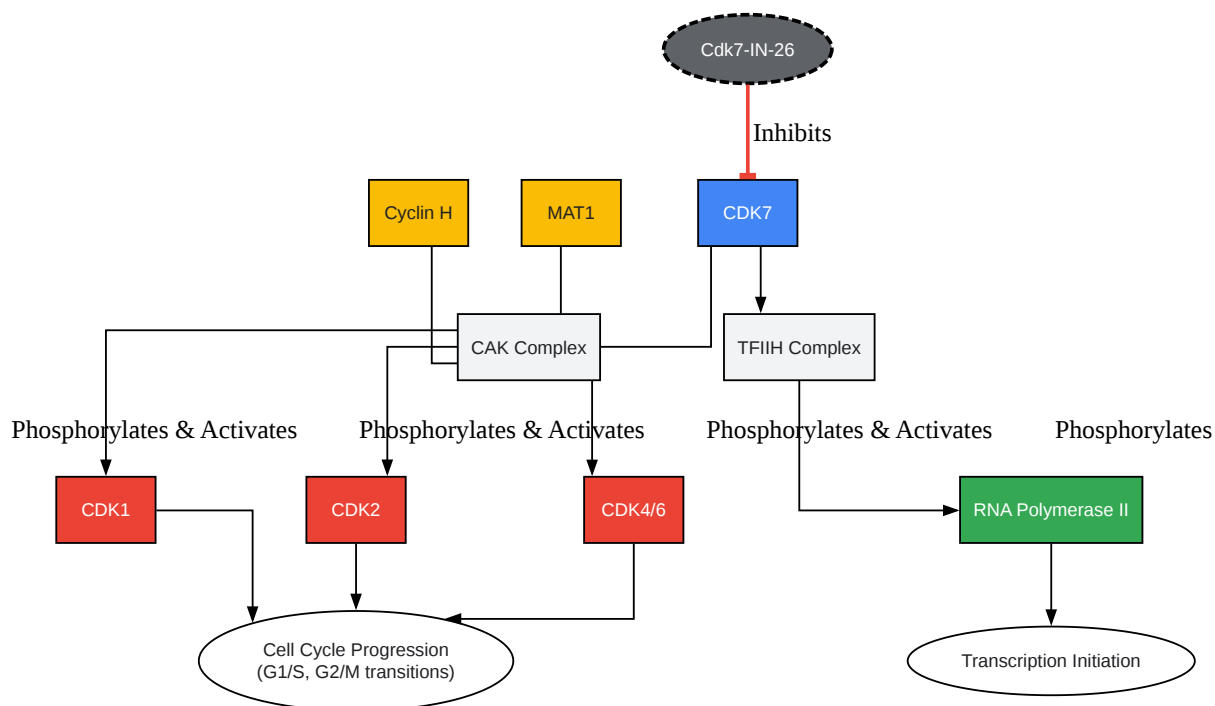 Cdk7-IN-26
Inhibits
Cyclin H
MAT1
CDK7
CAK Complex
TFIIH Complex
Phosphorylates & Activates
Phosphorylates & Activates
Phosphorylates & Activates
Phosphorylates
CDK1
CDK2
CDK4/6
RNA Polymerase II
Cell Cycle Progression
(G1/S, G2/M transitions)
Transcription Initiation